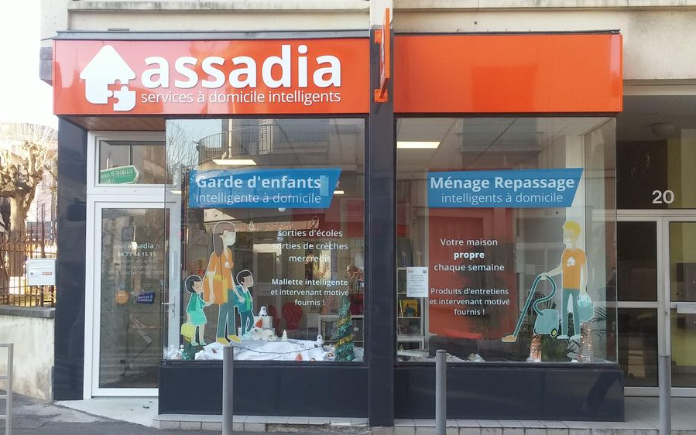 assadia
services à domicile intelligents
20
Garde d'enfants
intelligente à domicile
Sorties d'écoles
sorties de crèches
mercredis
Mallette intelligente
et intervenant motivé
fournis !
Ménage Repassage
intelligents à domicile
Votre maison
propre
chaque semaine
Produits d'entretiens
et intervenant motivé
fournis !